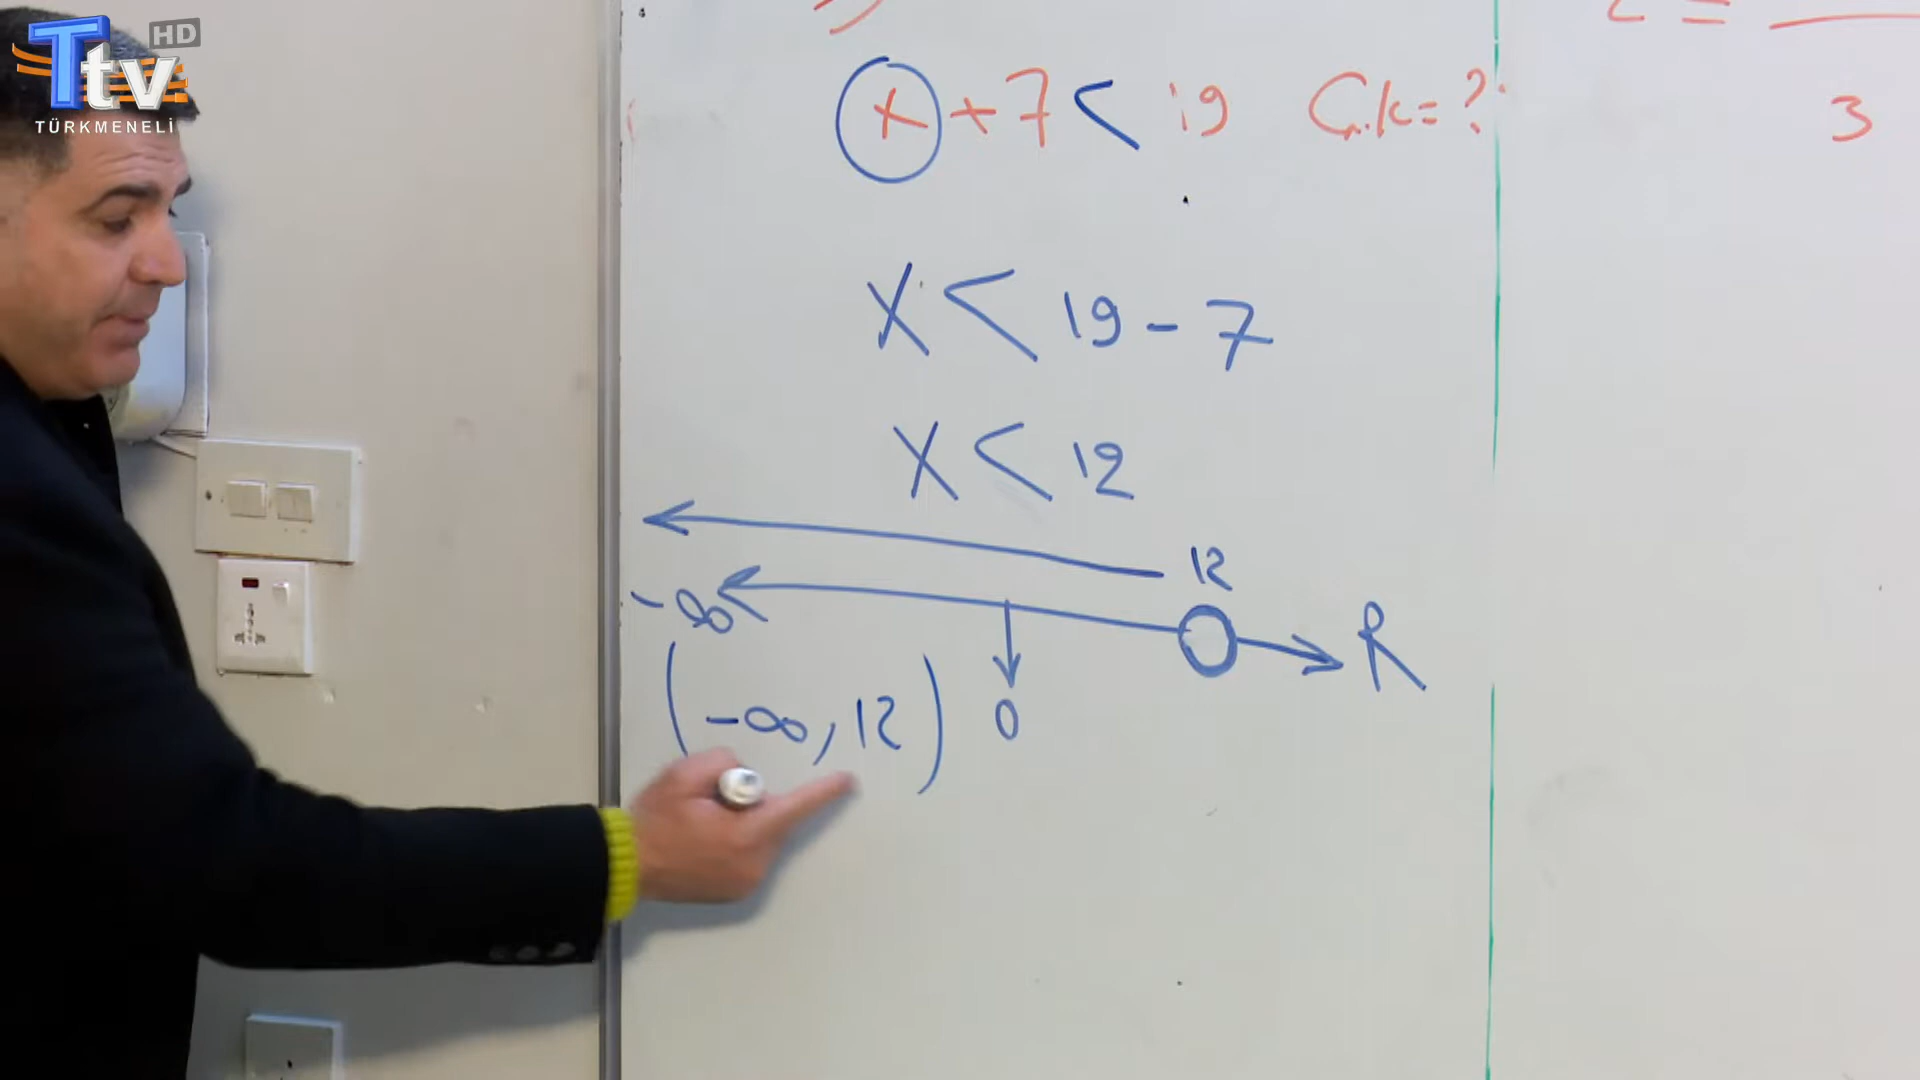 HD
Ttv
TÜRKMENELİ
x + 7 < 19 Ç.k=?
x < 19 - 7
x < 12
12
-∞ R
(-∞, 12) 0
=
3